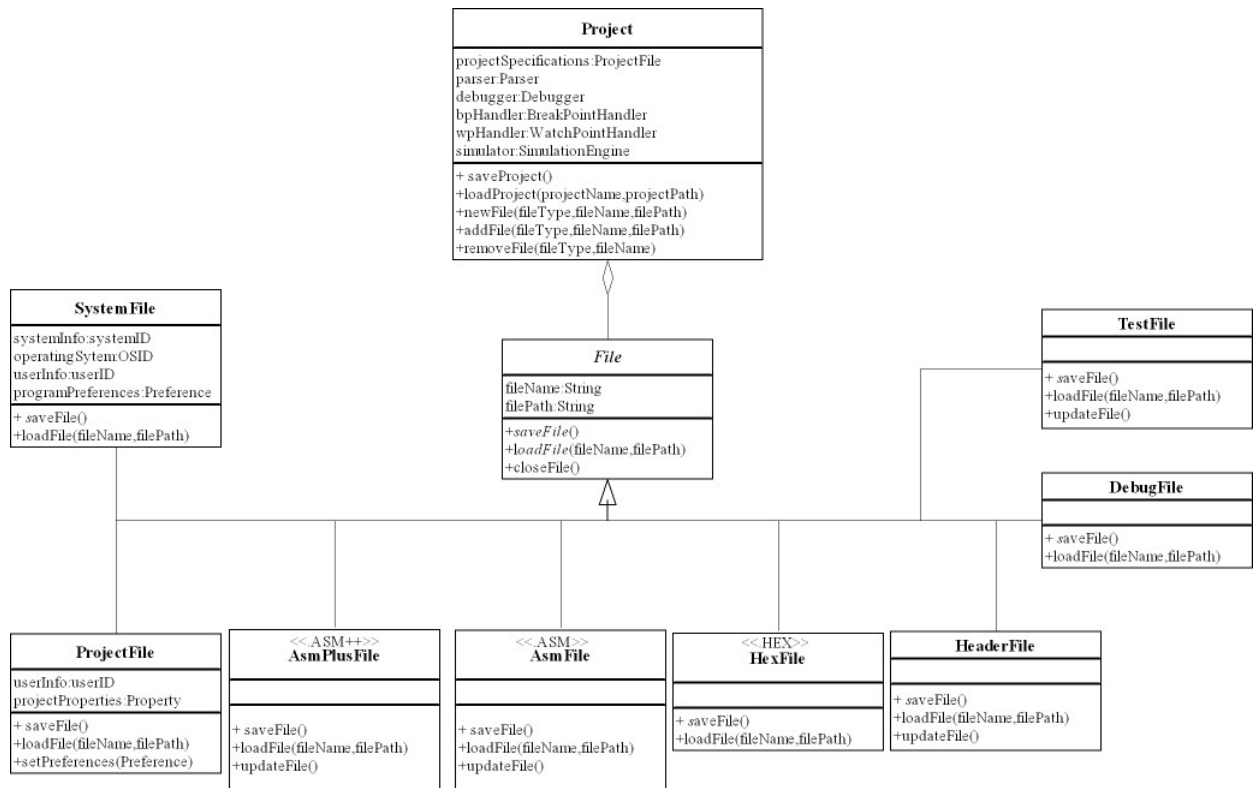 Project
projectSpecifications:ProjectFile
parser:Parser
debugger:Debugger
bpHandler:BreakPointHandler
wpHandler:WatchPointHandler
simulator:SimulationEngine
+ saveProject()
+loadProject(projectName,projectPath)
+newFile(fileType,fileName,filePath)
+addFile(fileType,fileName,filePath)
+removeFile(fileType,fileName)
SystemFile
systemInfo:systemID
operatingSytem:OSID
userInfo:userID
programPreferences:Preference
+ saveFile()
+loadFile(fileName,filePath)
File
fileName:String
filePath:String
+saveFile()
+loadFile(fileName,filePath)
+closeFile()
TestFile
+ saveFile()
+loadFile(fileName,filePath)
+updateFile()
DebugFile
+ saveFile()
+loadFile(fileName,filePath)
ProjectFile
userInfo:userID
projectProperties:Property
+ saveFile()
+loadFile(fileName,filePath)
+setPreferences(Preference)
<<ASM++>>
AsmPlusFile
+ saveFile()
+loadFile(fileName,filePath)
+updateFile()
<<ASM>>
AsmFile
+ saveFile()
+loadFile(fileName,filePath)
+updateFile()
<<HEX>>
HexFile
+ saveFile()
+loadFile(fileName,filePath)
HeaderFile
+ saveFile()
+loadFile(fileName,filePath)
+updateFile()